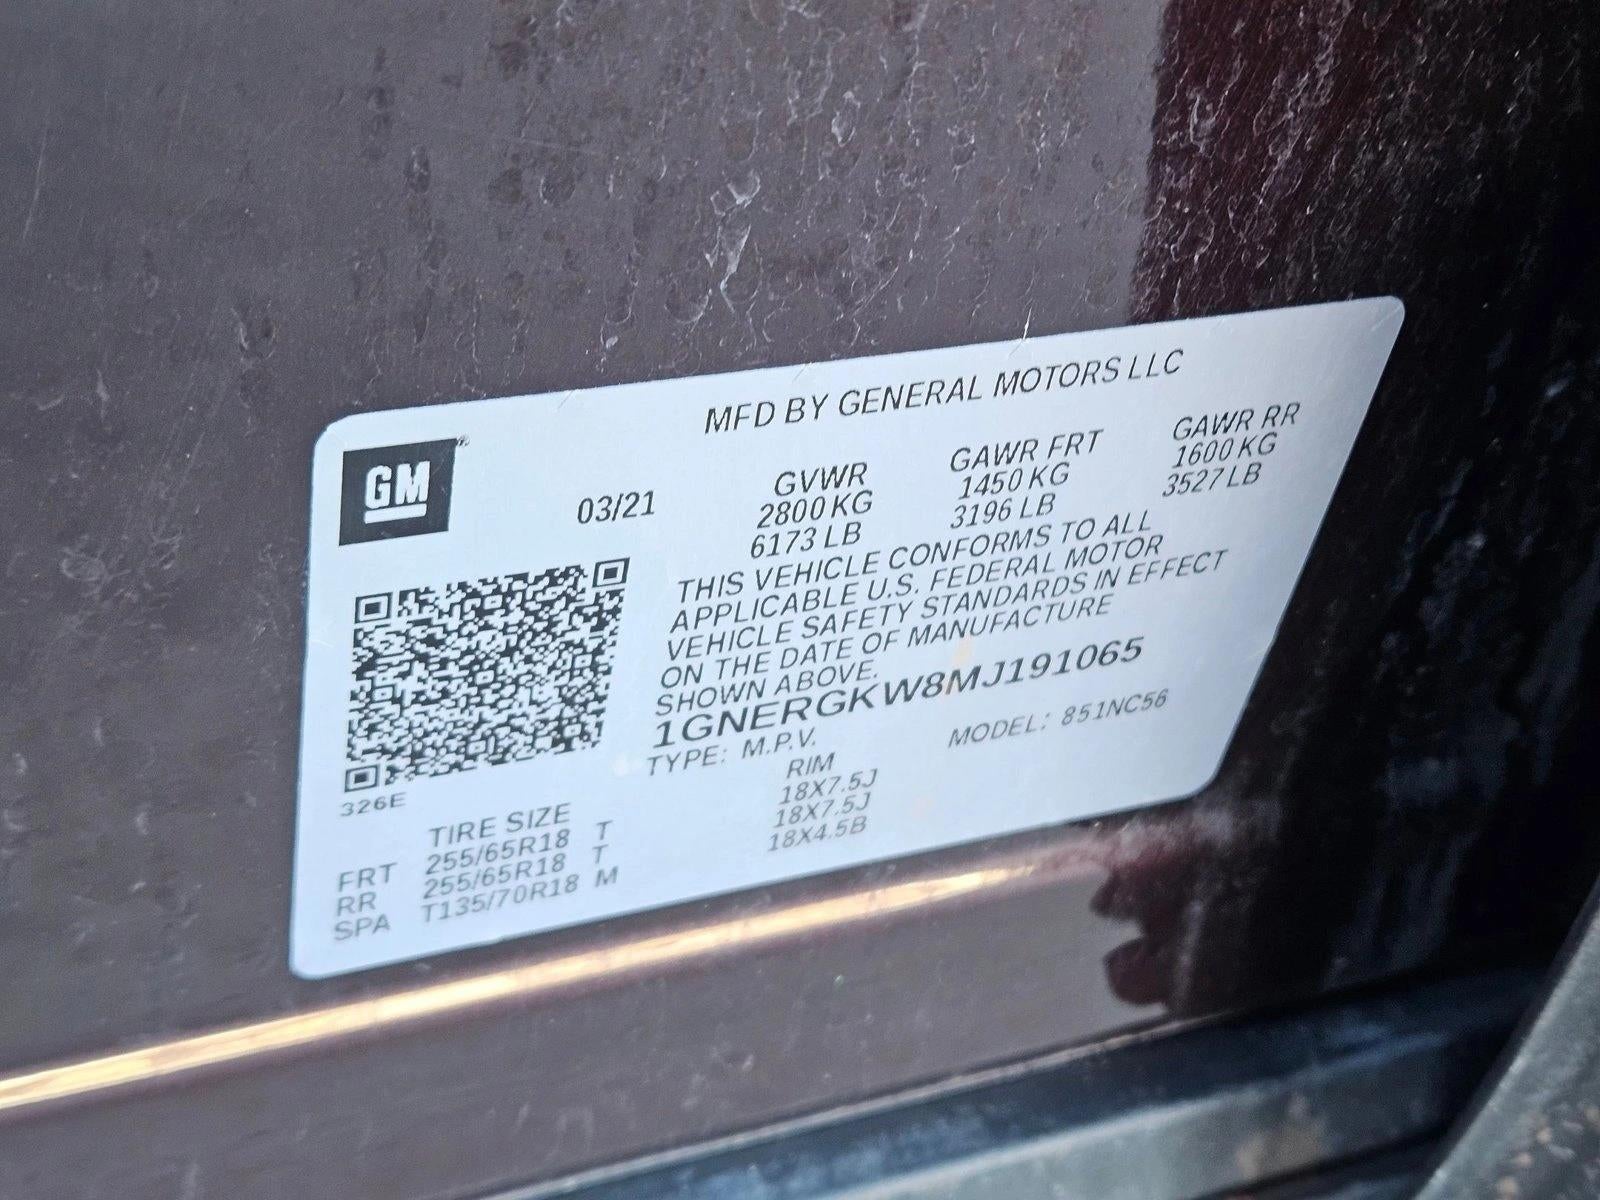 MFD BY GENERAL MOTORS LLC
GM®
03/21
GVWR
2800 KG
6173 LB
GAWR FRT
1450 KG
3196 LB
GAWR RR
1600 KG
3527 LB
THIS VEHICLE CONFORMS TO ALL
APPLICABLE U.S. FEDERAL MOTOR
VEHICLE SAFETY STANDARDS IN EFFECT
ON THE DATE OF MANUFACTURE
SHOWN ABOVE.
1GNERGKW8MJ191065
TYPE: M.P.V. MODEL: 851NC56
326E
TIRE SIZE RIM
FRT 255/65R18 T 18X7.5J
RR 255/65R18 T 18X7.5J
SPA T135/70R18 M 18X4.5B